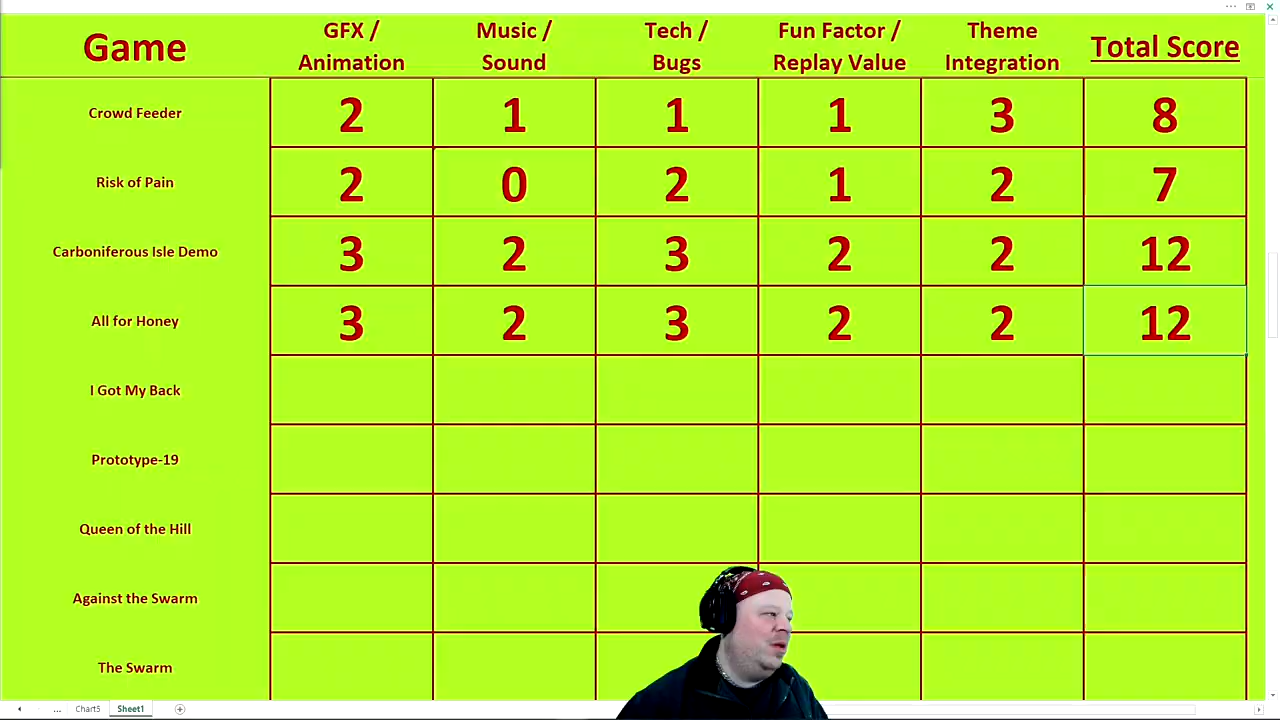 Game GFX / Animation Music / Sound Tech / Bugs Fun Factor / Replay Value Theme Integration Total Score
Crowd Feeder 2 1 1 1 3 8
Risk of Pain 2 0 2 1 2 7
Carboniferous Isle Demo 3 2 3 2 2 12
All for Honey 3 2 3 2 2 12
I Got My Back
Prototype-19
Queen of the Hill
Against the Swarm
The Swarm
... Chart5 Sheet1